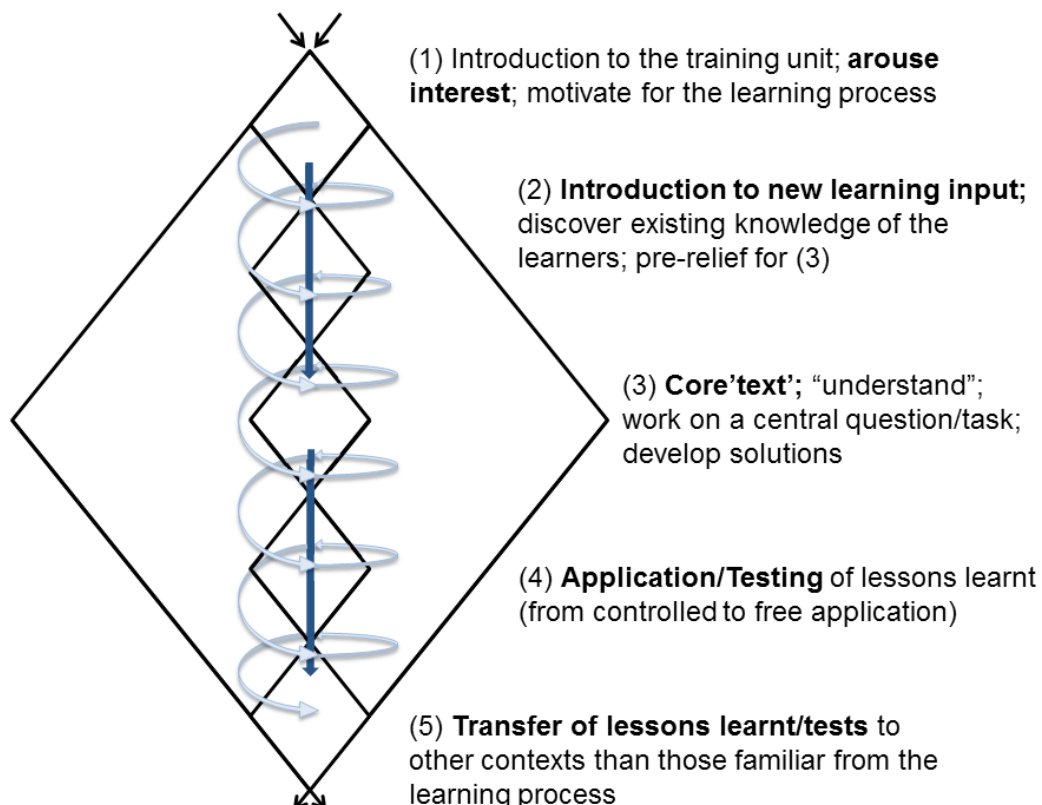 (1) Introduction to the training unit; arouse
interest; motivate for the learning process
(2) Introduction to new learning input;
discover existing knowledge of the
learners; pre-relief for (3)
(3) Core’text’; “understand”;
work on a central question/task;
develop solutions
(4) Application/Testing of lessons learnt
(from controlled to free application)
(5) Transfer of lessons learnt/tests to
other contexts than those familiar from the
learning process